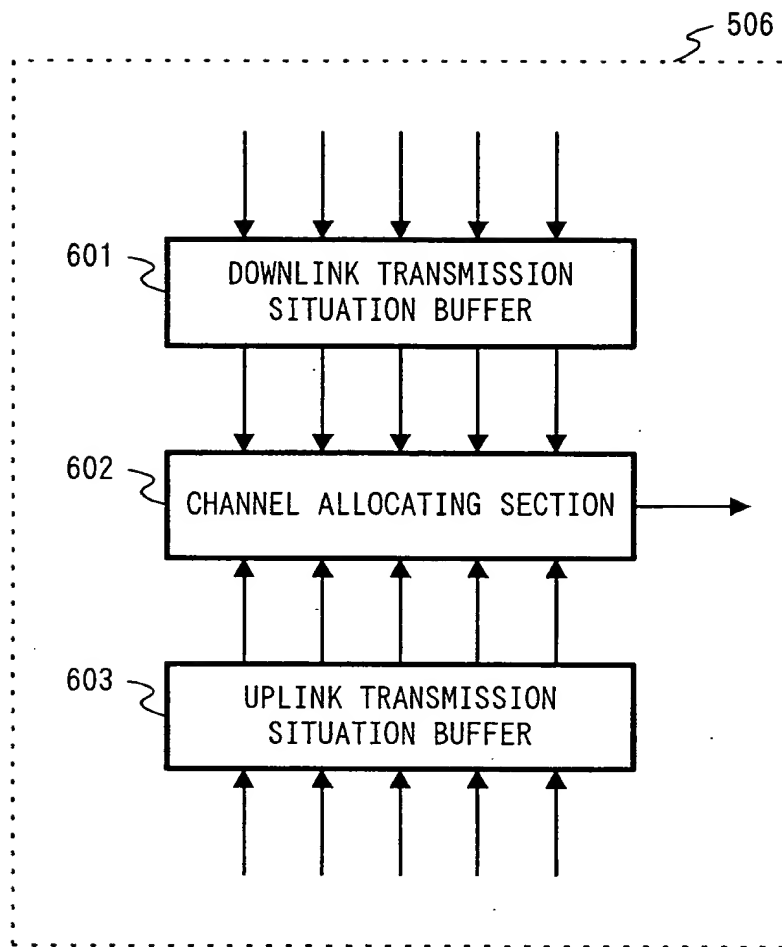 506
601
DOWNLINK TRANSMISSION
SITUATION BUFFER
602
CHANNEL ALLOCATING SECTION
603
UPLINK TRANSMISSION
SITUATION BUFFER